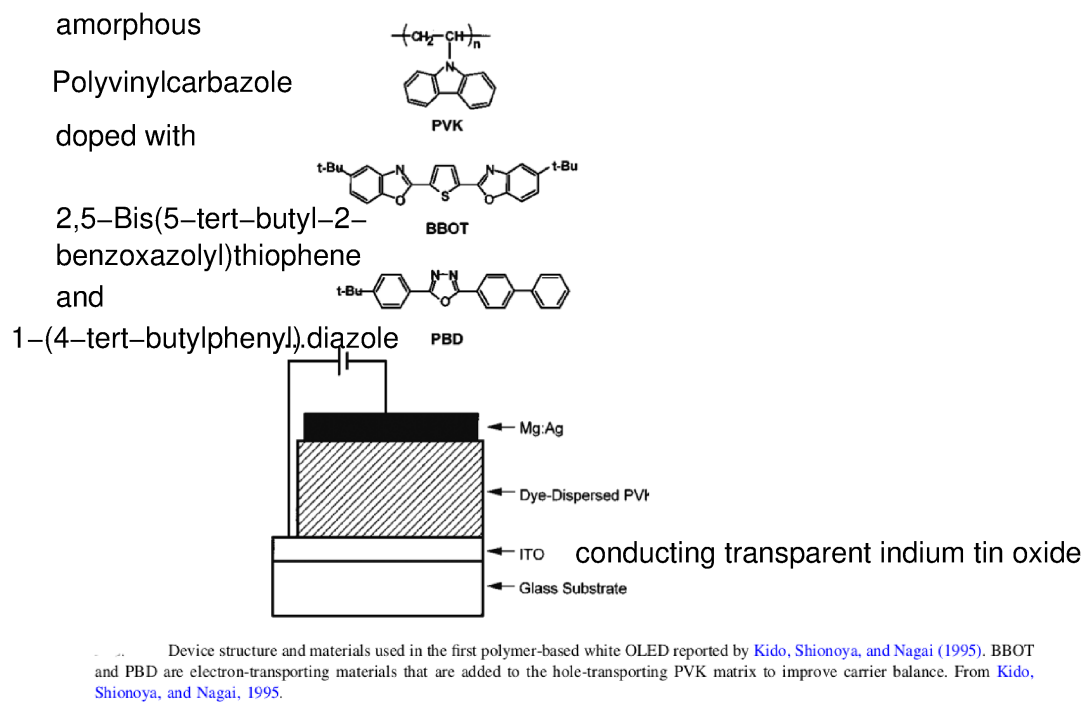 amorphous
CH2 CH n
N
Polyvinylcarbazole
PVK
doped with
t-Bu N N t-Bu
O S O
2,5−Bis(5−tert−butyl−2−
BBOT
benzoxazolyl)thiophene
N-N
and
t-Bu O
1−(4−tert−butylphenyl)..diazole
PBD
Mg:Ag
Dye-Dispersed PVK
ITO conducting transparent indium tin oxide
Glass Substrate
Device structure and materials used in the first polymer-based white OLED reported by Kido, Shionoya, and Nagai (1995). BBOT
and PBD are electron-transporting materials that are added to the hole-transporting PVK matrix to improve carrier balance. From Kido,
Shionoya, and Nagai, 1995.